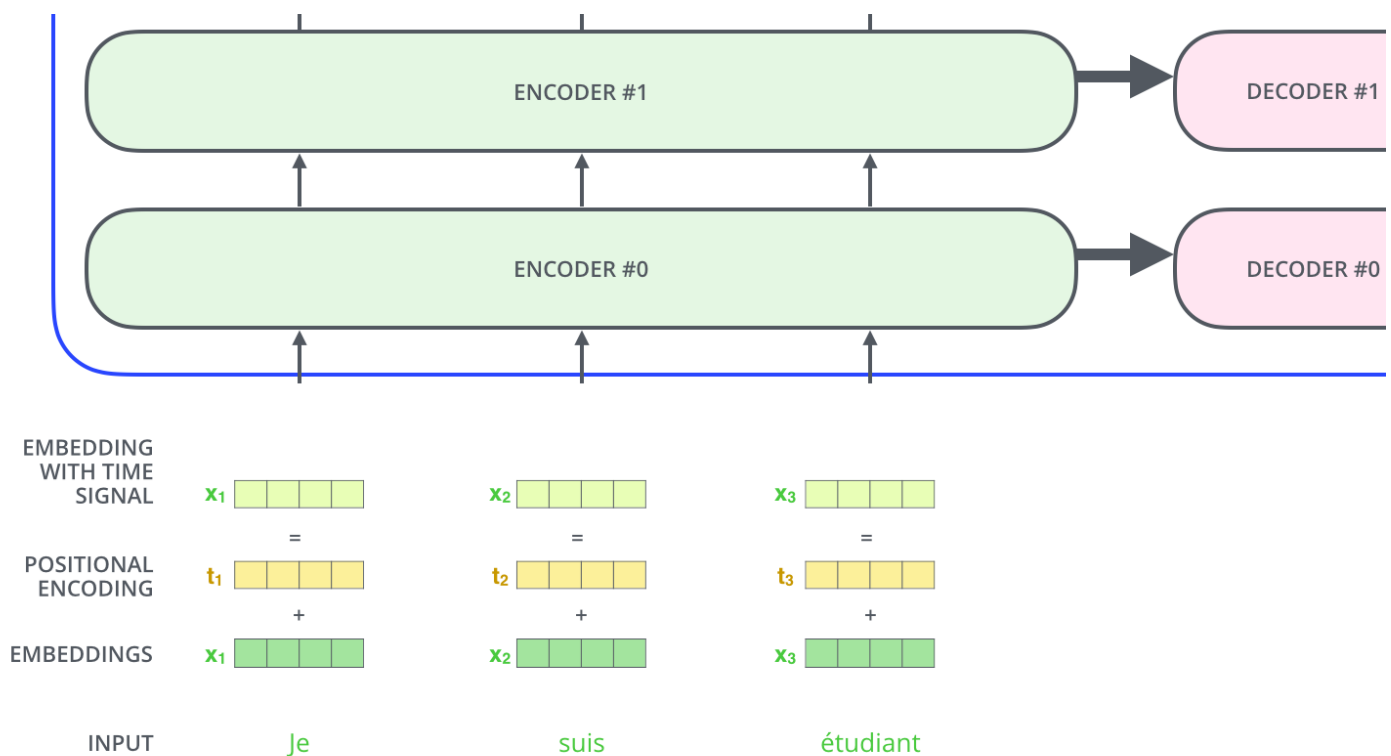 ENCODER #1
DECODER #1
ENCODER #0
DECODER #0
EMBEDDING
WITH TIME
SIGNAL
x₁ x₂ x₃
= = =
POSITIONAL
ENCODING
t₁ t₂ t₃
+ + +
EMBEDDINGS x₁ x₂ x₃
INPUT Je suis étudiant